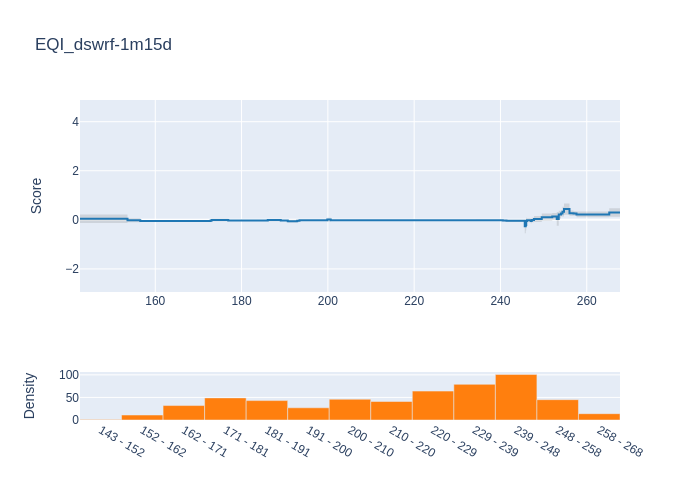 EQI_dswrf-1m15d
Score
4
2
0
−2
160
180
200
220
240
260
Density
100
50
0
143 - 152
152 - 162
162 - 171
171 - 181
181 - 191
191 - 200
200 - 210
210 - 220
220 - 229
229 - 239
239 - 248
248 - 258
258 - 268